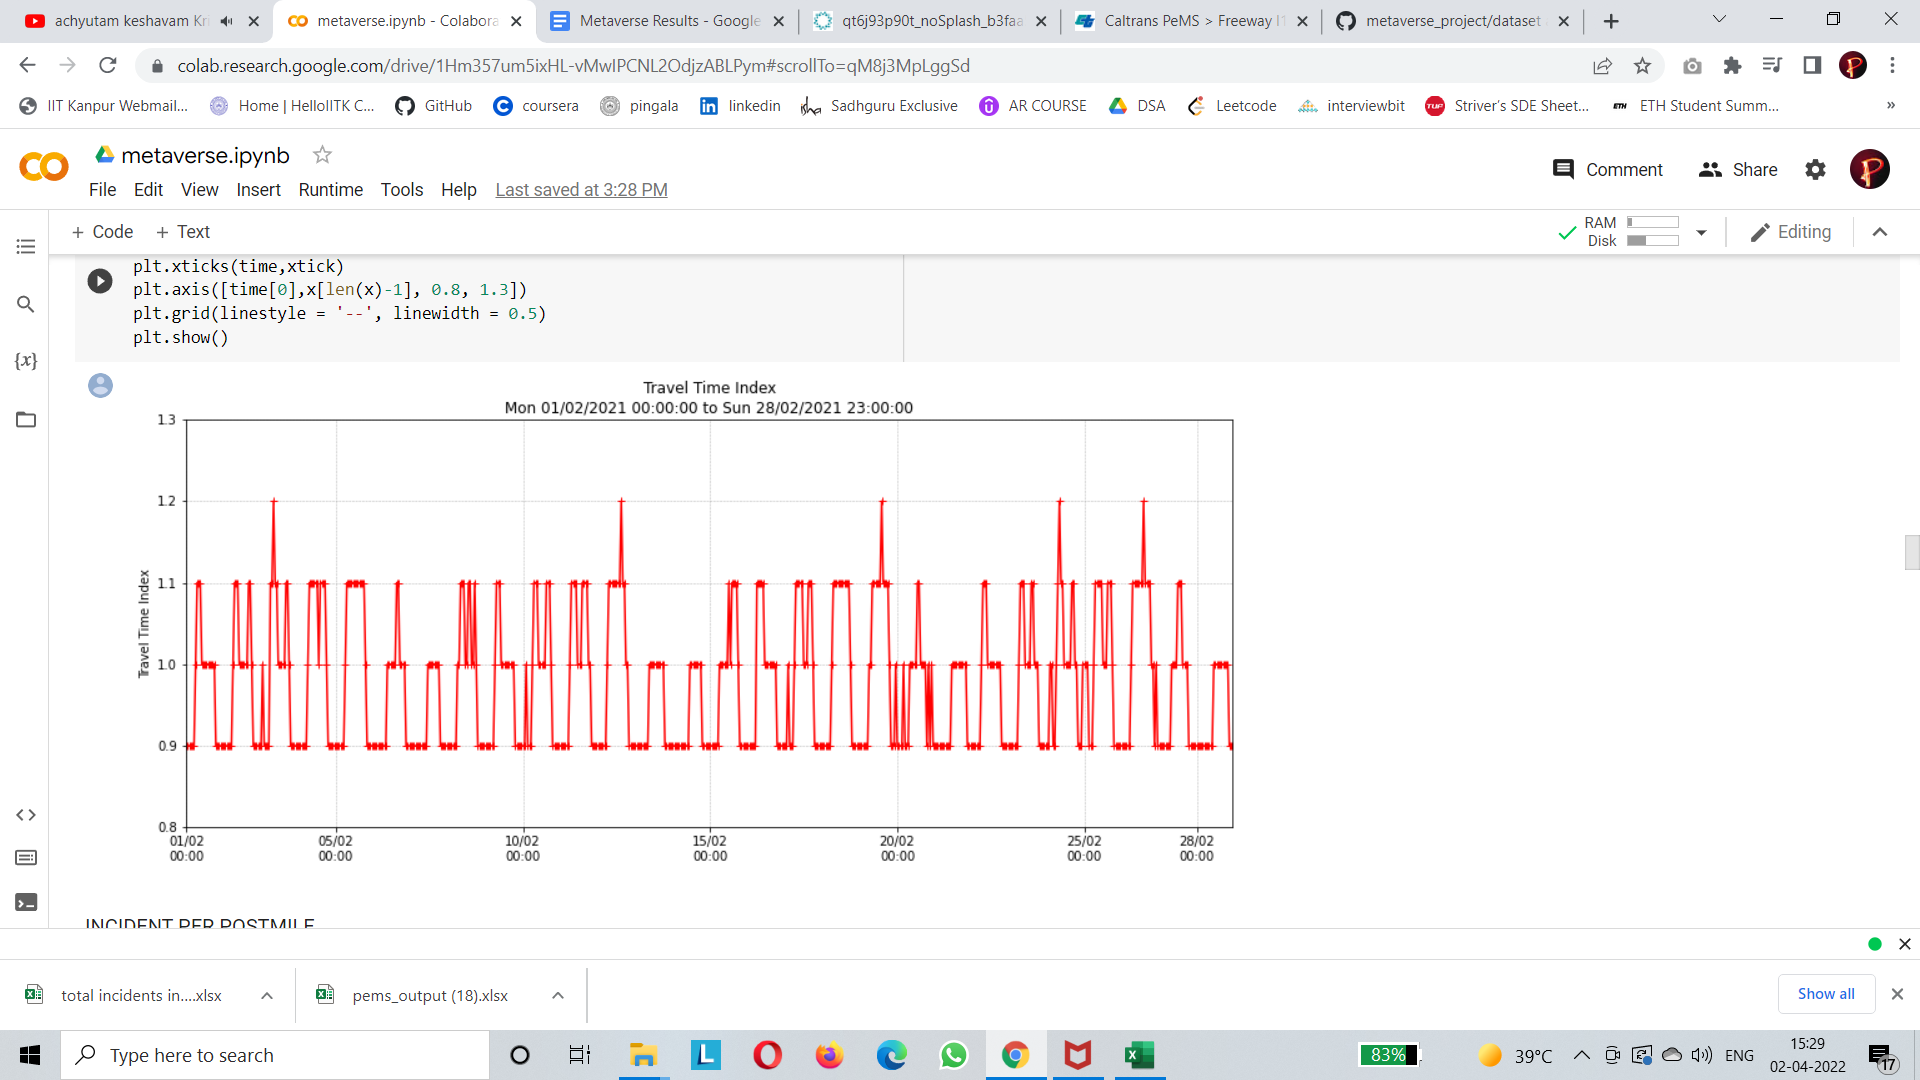 achyutam keshavam Kri
metaverse.ipynb - Colabora
Metaverse Results - Google
qt6j93p90t_noSplash_b3faa
Caltrans PeMS > Freeway I1
metaverse_project/dataset
colab.research.google.com/drive/1Hm357um5ixHL-vMwIPCNL2OdjzABLPym#scrollTo=qM8j3MpLggSd
IIT Kanpur Webmail...
Home | HelloIITK C...
GitHub
coursera
pingala
linkedin
Sadhguru Exclusive
AR COURSE
DSA
Leetcode
interviewbit
TUF
Striver's SDE Sheet...
ETH
ETH Student Summ...
»
metaverse.ipynb
Comment
Share
File Edit View Insert Runtime Tools Help Last saved at 3:28 PM
+ Code + Text
RAM
Disk
Editing
{x}
plt.xticks(time,xtick)
plt.axis([time[0],x[len(x)-1], 0.8, 1.3])
plt.grid(linestyle = '--', linewidth = 0.5)
plt.show()
Travel Time Index
Mon 01/02/2021 00:00:00 to Sun 28/02/2021 23:00:00
1.3
1.2
1.1
1.0
0.9
0.8
Travel Time Index
01/02 05/02 10/02 15/02 20/02 25/02 28/02
00:00 00:00 00:00 00:00 00:00 00:00 00:00
INCIDENT PER POSTMILE
total incidents in....xlsx
pems_output (18).xlsx
Show all
Type here to search
L
83%
39°C
ENG
15:29
02-04-2022
17